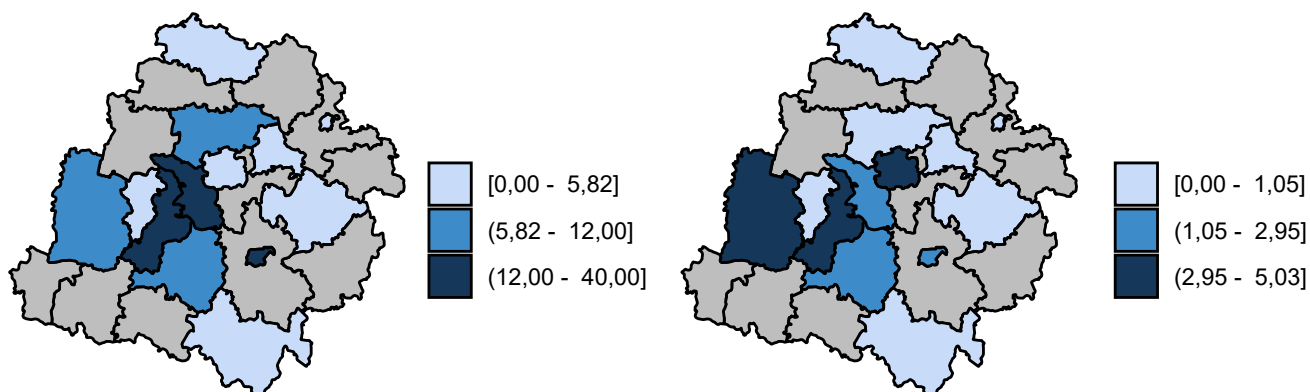 [0,00 - 5,82]
(5,82 - 12,00]
(12,00 - 40,00]
[0,00 - 1,05]
(1,05 - 2,95]
(2,95 - 5,03]